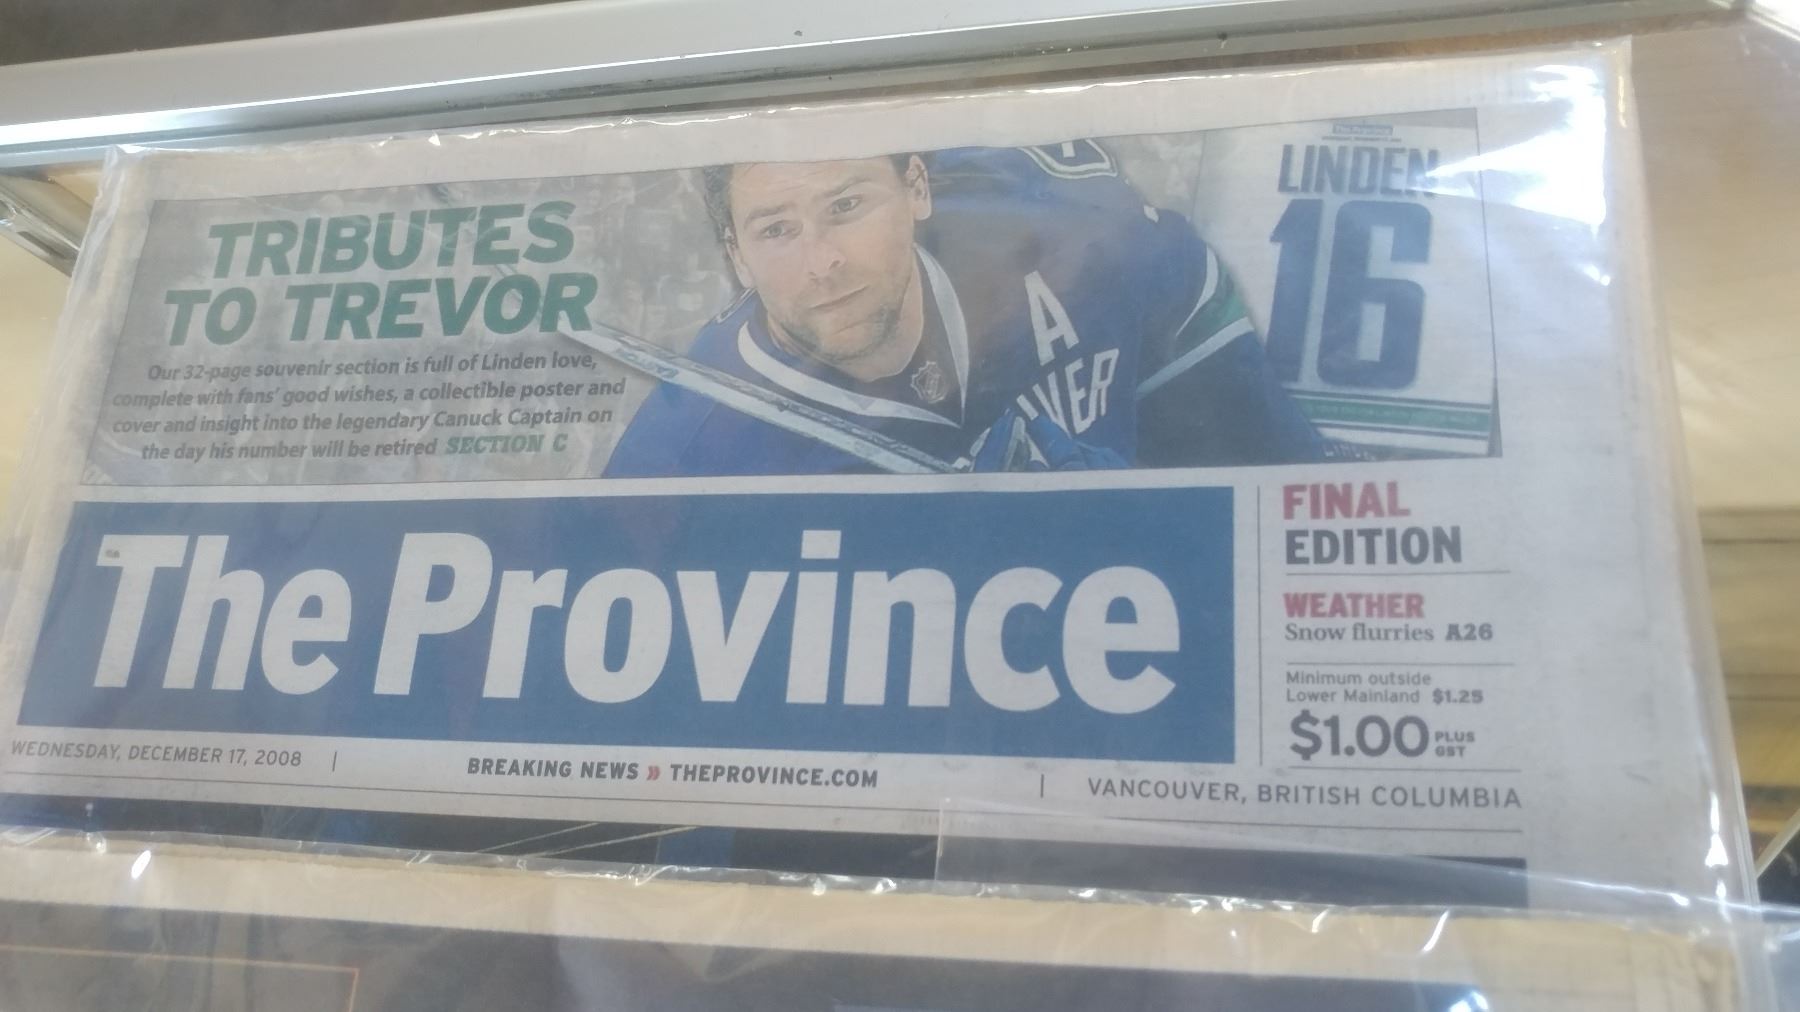 TRIBUTES
TO TREVOR
Our 32-page souvenir section is full of Linden love,
complete with fans' good wishes, a collectible poster and
cover and insight into the legendary Canuck Captain on
the day his number will be retired SECTION C
A
VER
The Province
LINDEN
16
The Province
FINAL
EDITION
WEATHER
Snow flurries A26
Minimum outside
Lower Mainland $1.25
$1.00 PLUS
GST
WEDNESDAY, DECEMBER 17, 2008 | BREAKING NEWS » THEPROVINCE.COM | VANCOUVER, BRITISH COLUMBIA